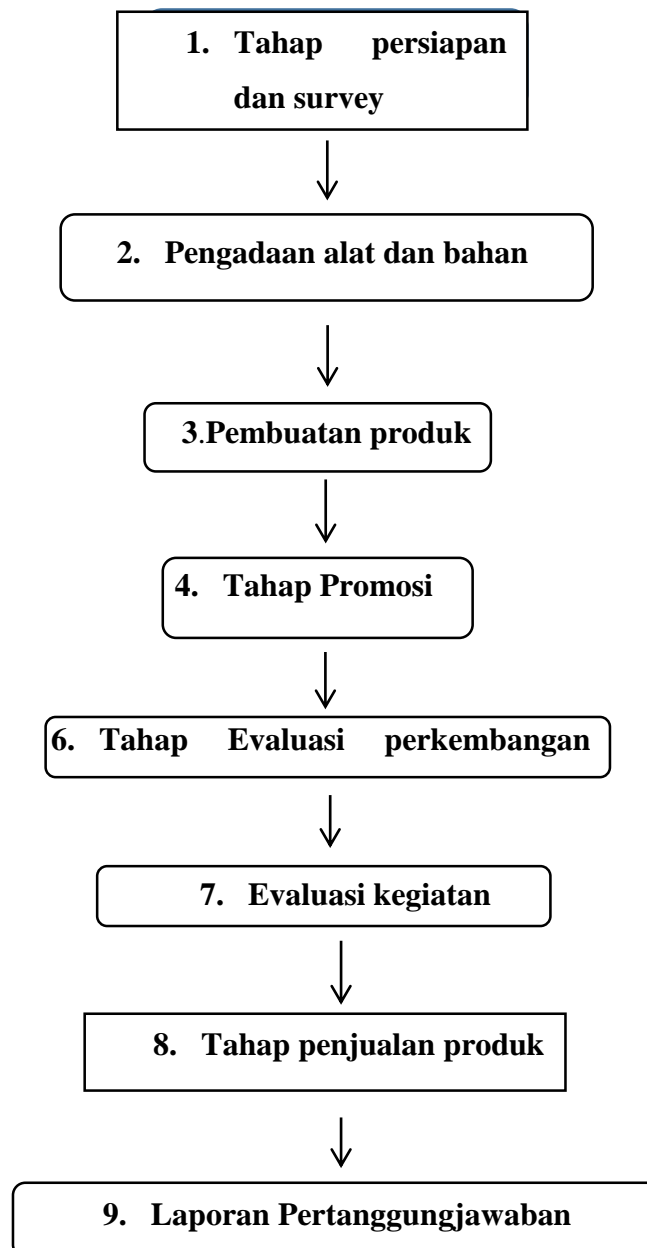 1. Tahap persiapan
dan survey
2. Pengadaan alat dan bahan
3.Pembuatan produk
4. Tahap Promosi
6. Tahap Evaluasi perkembangan
7. Evaluasi kegiatan
8. Tahap penjualan produk
9. Laporan Pertanggungjawaban